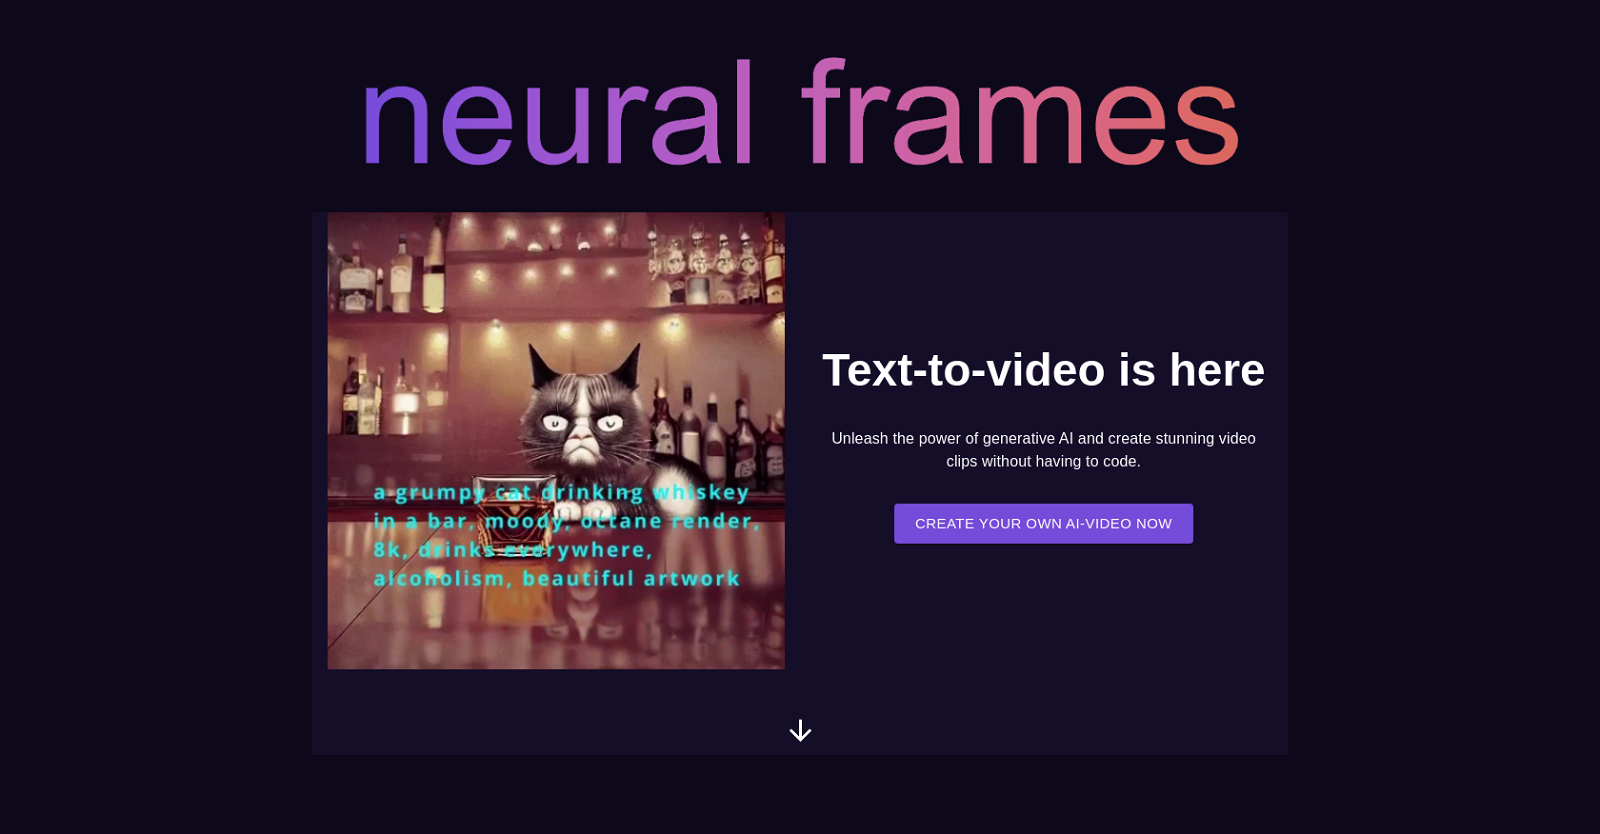 neural frames
a grumpy cat drinking whiskey
in a bar, moody, octane render,
8k, drinks everywhere,
alcoholism, beautiful artwork
Text-to-video is here
Unleash the power of generative AI and create stunning video
clips without having to code.
CREATE YOUR OWN AI-VIDEO NOW